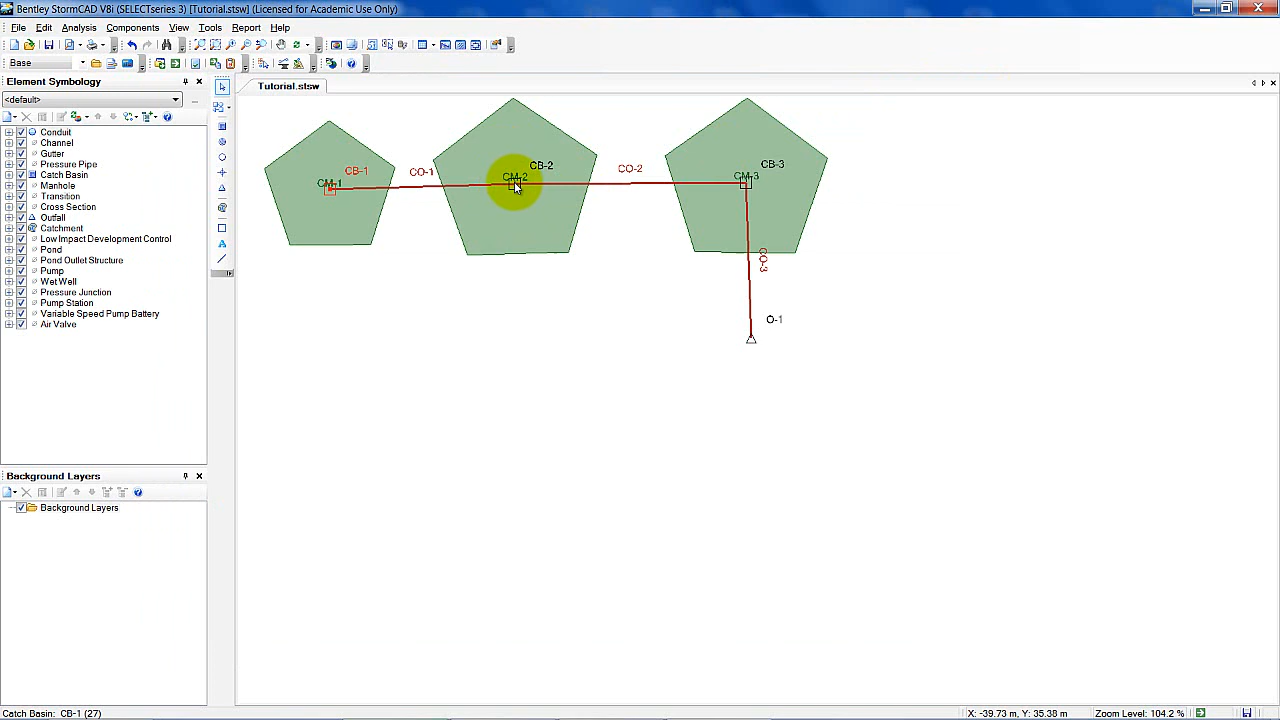 Bentley StormCAD V8i (SELECTseries 3) [Tutorial.stsw] (Licensed for Academic Use Only)
File Edit Analysis Components View Tools Report Help
Base
Element Symbology
<default>
Conduit
Channel
Gutter
Pressure Pipe
Catch Basin
Manhole
Transition
Cross Section
Outfall
Catchment
Low Impact Development Control
Pond
Pond Outlet Structure
Pump
Wet Well
Pressure Junction
Pump Station
Variable Speed Pump Battery
Air Valve
Background Layers
Background Layers
Tutorial.stsw
CM-1 CB-1 CO-1 CM-2 CB-2 CO-2 CM-3 CB-3
CO-3
O-1
Catch Basin: CB-1 (27)
X: -39.73 m, Y: 35.38 m Zoom Level: 104.2 %